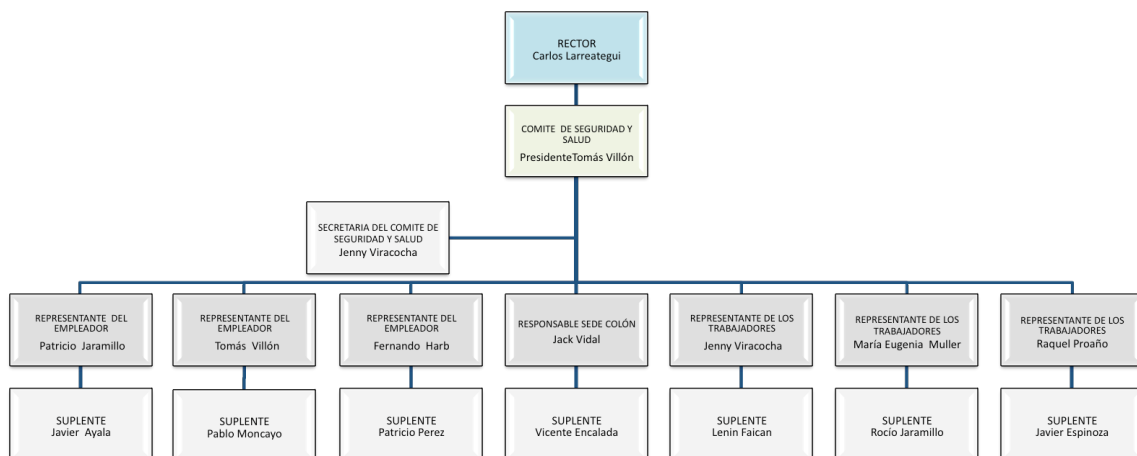 RECTOR
Carlos Larreategui
COMITE DE SEGURIDAD Y
SALUD
PresidenteTomás Villón
SECRETARIA DEL COMITE DE
SEGURIDAD Y SALUD
Jenny Viracocha
REPRESENTANTE DEL
EMPLEADOR
Patricio Jaramillo
REPRESENTANTE DEL
EMPLEADOR
Tomás Villón
REPRESENTANTE DEL
EMPLEADOR
Fernando Harb
RESPONSABLE SEDE COLÓN
Jack Vidal
REPRESENTANTE DE LOS
TRABAJADORES
Jenny Viracocha
REPRESENTANTE DE LOS
TRABAJADORES
María Eugenia Muller
REPRESENTANTE DE LOS
TRABAJADORES
Raquel Proaño
SUPLENTE
Javier Ayala
SUPLENTE
Pablo Moncayo
SUPLENTE
Patricio Perez
SUPLENTE
Vicente Encalada
SUPLENTE
Lenin Faican
SUPLENTE
Rocío Jaramillo
SUPLENTE
Javier Espinoza